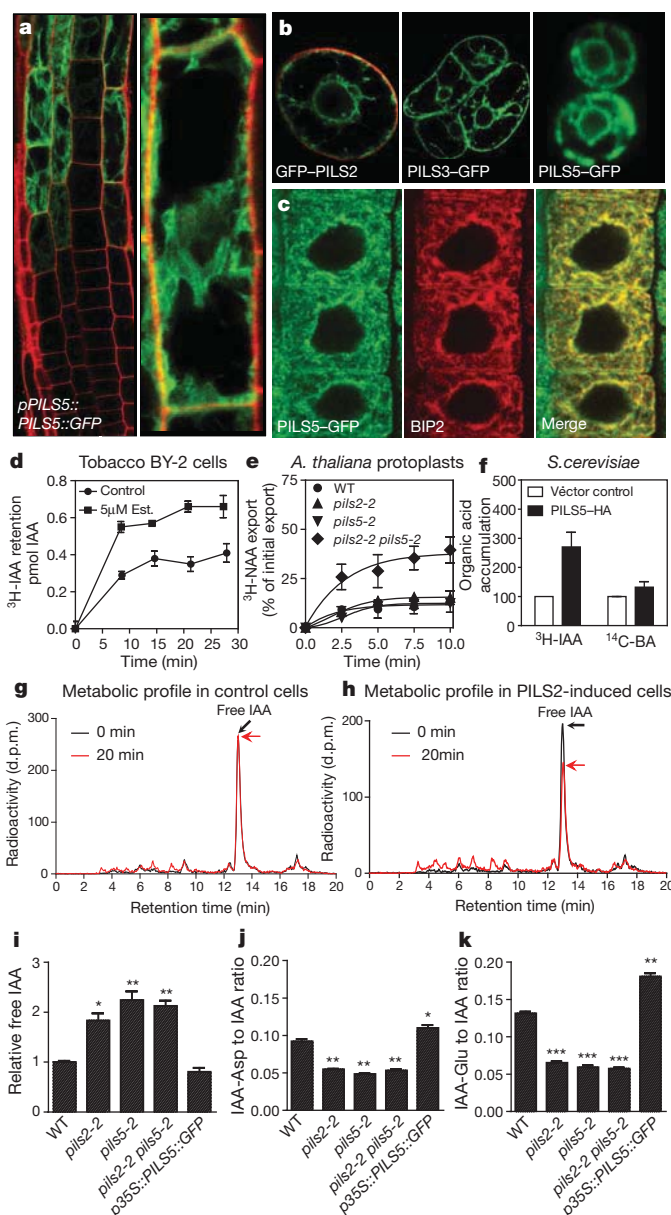 a
pPILS5::
PILS5::GFP
b
GFP–PILS2
PILS3–GFP
PILS5–GFP
c
PILS5–GFP
BIP2
Merge
d
Tobacco BY-2 cells
³H-IAA retention
pmol IAA
0.6
0.4
0.2
0.0
0
5
10
15
20
25
30
Time (min)
Control
5μM Est.
e
A. thaliana protoplasts
³H-NAA export
(% of initial export)
75
50
25
0
0.0
2.5
5.0
7.5
10.0
Time (min)
WT
pils2-2
pils5-2
pils2-2 pils5-2
f
S.cerevisiae
Organic acid
accumulation
500
400
300
200
100
0
Véctor control
PILS5–HA
³H-IAA
¹⁴C-BA
g
Metabolic profile in control cells
Radioactivity (d.p.m.)
300
200
100
0
0 min
20 min
Free IAA
0 2 4 6 8 10 12 14 16 18 20
Retention time (min)
h
Metabolic profile in PILS2-induced cells
Radioactivity (d.p.m.)
200
100
0
0 min
20min
Free IAA
0 2 4 6 8 10 12 14 16 18 20
Retention time (min)
i
Relative free IAA
3
2
1
0
*
**
**
WT
pils2-2
pils5-2
pils2-2 pils5-2
p35S::PILS5::GFP
j
IAA-Asp to IAA ratio
0.20
0.15
0.10
0.05
0.00
**
**
**
*
WT
pils2-2
pils5-2
pils2-2 pils5-2
p35S::PILS5::GFP
k
IAA-Glu to IAA ratio
0.20
0.15
0.10
0.05
0.00
***
***
***
**
WT
pils2-2
pils5-2
pils2-2 pils5-2
p35S::PILS5::GFP